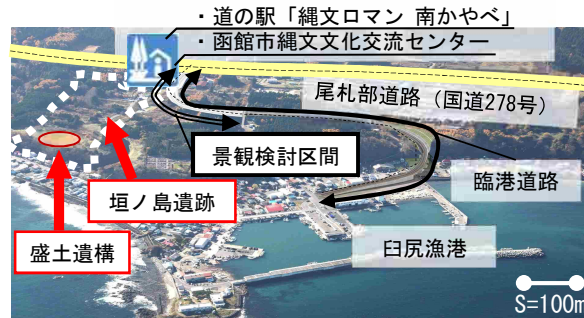 ・道の駅「縄文ロマン 南かやべ」
・函館市縄文文化交流センター
尾札部道路（国道278号）
景観検討区間
臨港道路
垣ノ島遺跡
盛土遺構
臼尻漁港
S=100m